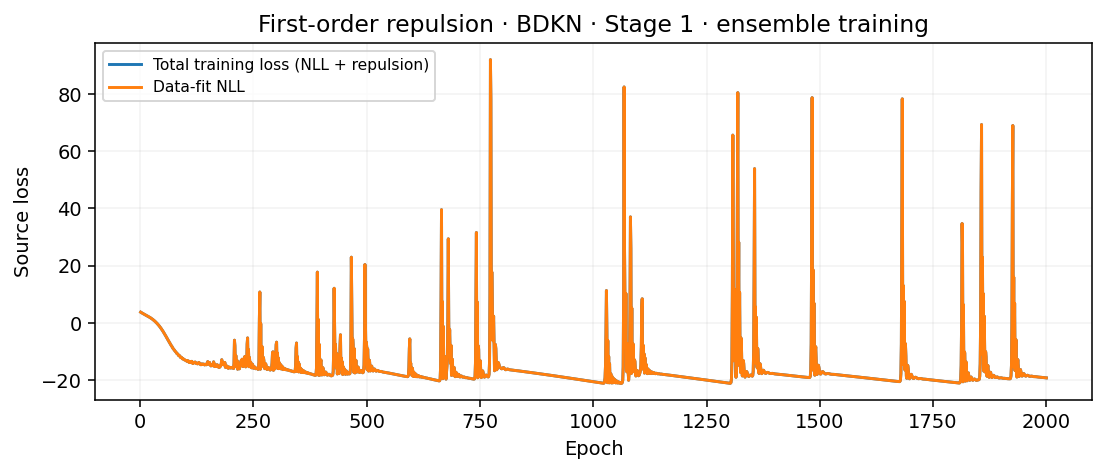 First-order repulsion · BDKN · Stage 1 · ensemble training
Total training loss (NLL + repulsion)
Data-fit NLL
Source loss
80
60
40
20
0
−20
0 250 500 750 1000 1250 1500 1750 2000
Epoch